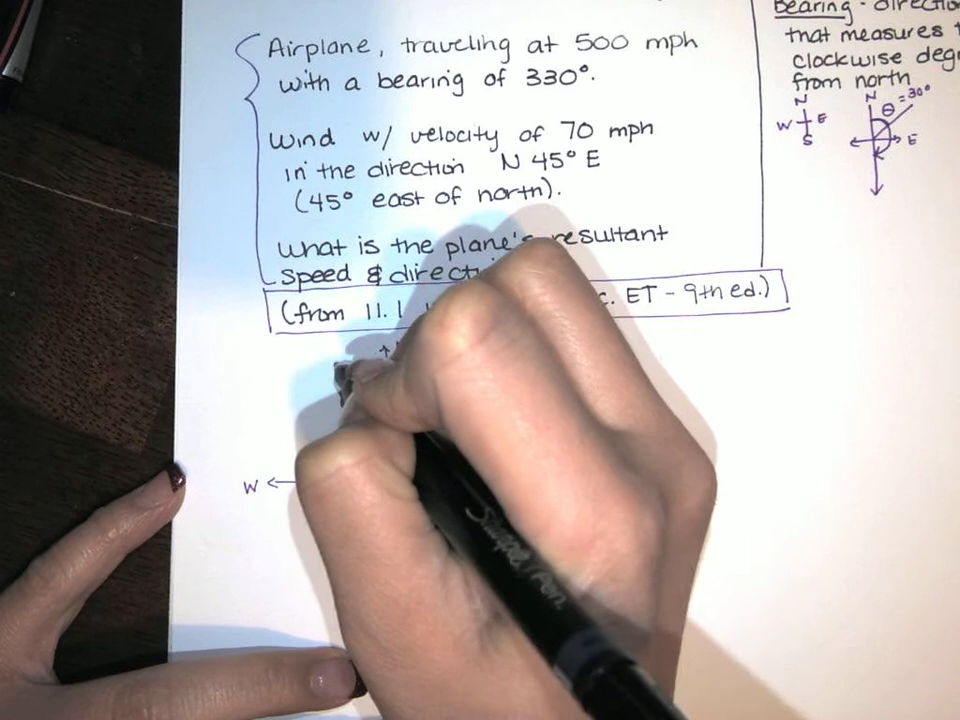 Airplane, traveling at 500 mph
with a bearing of 330°.
Wind w/ velocity of 70 mph
in the direction N 45° E
(45° east of north).
What is the plane's resultant
speed &
(from 11.1 c. ET - 9th ed.)
W
Bearing -
that measures
clockwise
from north
N
W E
S
N
θ = 30°
E
Sharpie Pen